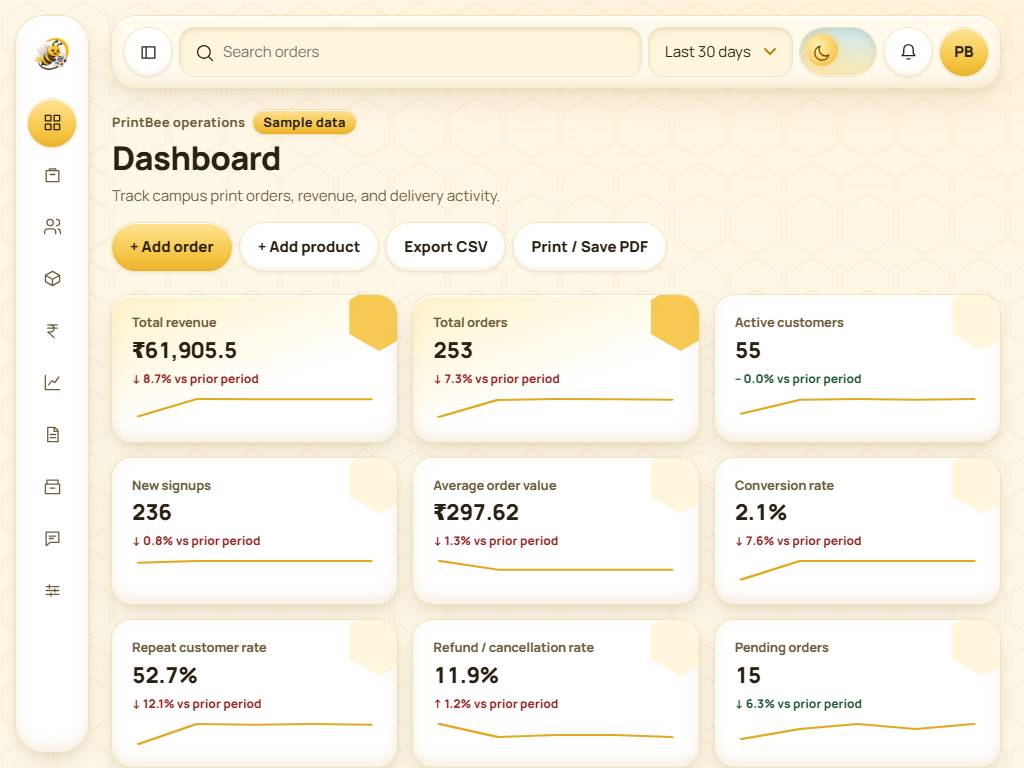 Search orders
Last 30 days
PB
PrintBee operations
Sample data
Dashboard
Track campus print orders, revenue, and delivery activity.
+ Add order
+ Add product
Export CSV
Print / Save PDF
Total revenue
₹61,905.5
↓ 8.7% vs prior period
Total orders
253
↓ 7.3% vs prior period
Active customers
55
– 0.0% vs prior period
New signups
236
↓ 0.8% vs prior period
Average order value
₹297.62
↓ 1.3% vs prior period
Conversion rate
2.1%
↓ 7.6% vs prior period
Repeat customer rate
52.7%
↓ 12.1% vs prior period
Refund / cancellation rate
11.9%
↑ 1.2% vs prior period
Pending orders
15
↓ 6.3% vs prior period